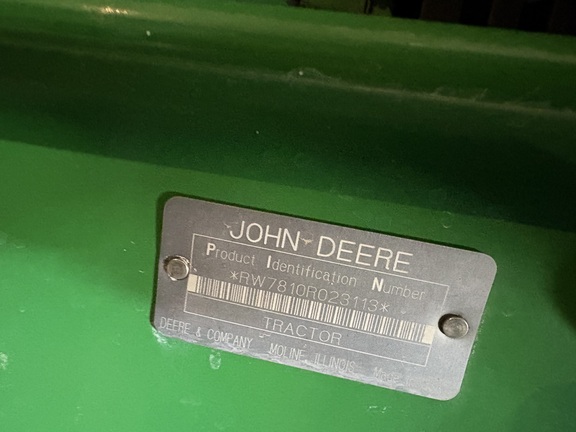 JOHN DEERE
Product Identification Number
*RW7810R023113*
TRACTOR
DEERE & COMPANY MOLINE, ILLINOIS